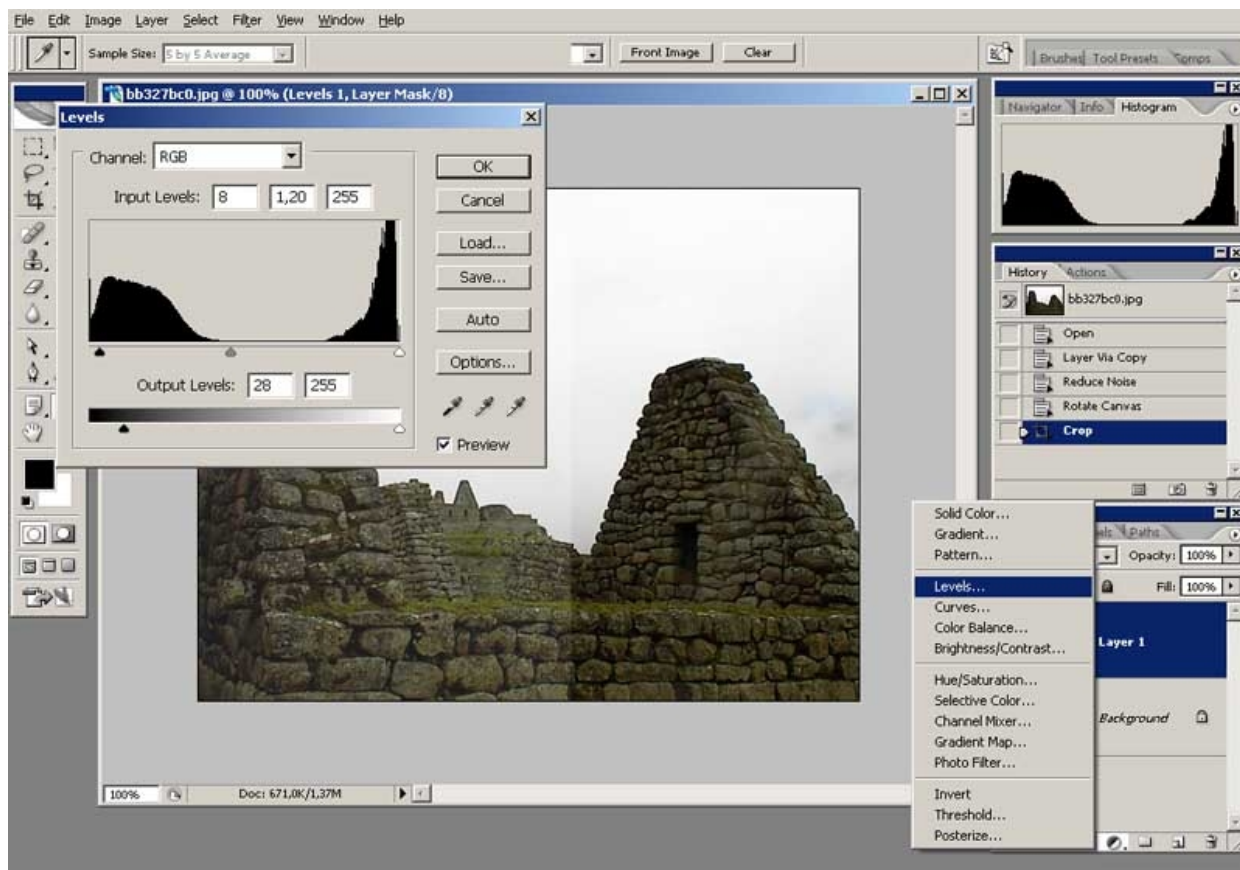 File Edit Image Layer Select Filter View Window Help
Sample Size: 5 by 5 Average
Front Image Clear
Brushes Tool Presets Comps
bb327bc0.jpg @ 100% (Levels 1, Layer Mask/8)
Levels
Channel: RGB
Input Levels: 8 1,20 255
Output Levels: 28 255
OK
Cancel
Load...
Save...
Auto
Options...
Preview
100% Doc: 671,0K/1,37M
Navigator Info Histogram
History Actions
bb327bc0.jpg
Open
Layer Via Copy
Reduce Noise
Rotate Canvas
Crop
Paths
Opacity: 100%
Fill: 100%
Layer 1
Background
Solid Color...
Gradient...
Pattern...
Levels...
Curves...
Color Balance...
Brightness/Contrast...
Hue/Saturation...
Selective Color...
Channel Mixer...
Gradient Map...
Photo Filter...
Invert
Threshold...
Posterize...